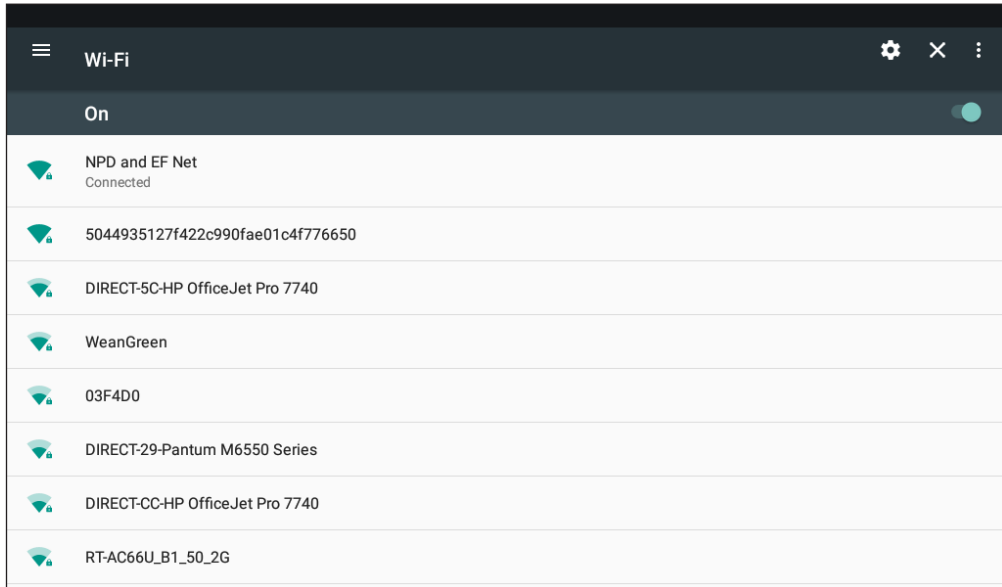 Wi-Fi
On
NPD and EF Net
Connected
5044935127f422c990fae01c4f776650
DIRECT-5C-HP OfficeJet Pro 7740
WeanGreen
03F4D0
DIRECT-29-Pantum M6550 Series
DIRECT-CC-HP OfficeJet Pro 7740
RT-AC66U_B1_50_2G